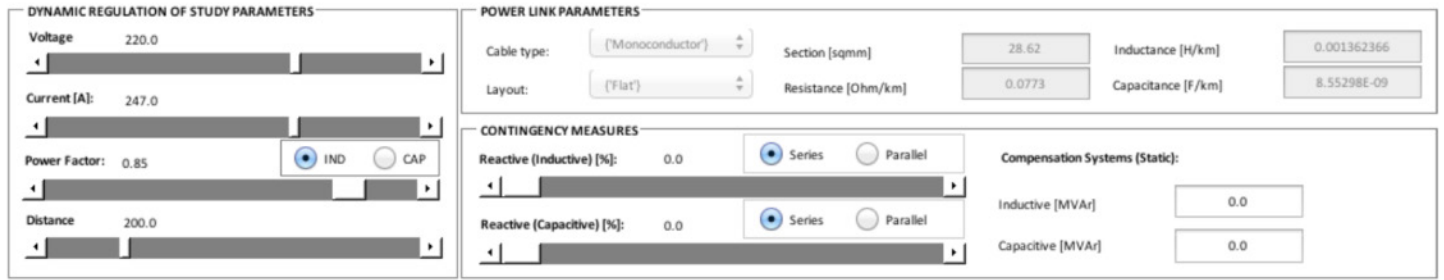 DYNAMIC REGULATION OF STUDY PARAMETERS
Voltage 220.0
Current [A]: 247.0
Power Factor: 0.85 IND CAP
Distance 200.0
POWER LINK PARAMETERS
Cable type: {'Monoconductor'} Section [sqmm] 28.62 Inductance [H/km] 0.001362366
Layout: {'Flat'} Resistance [Ohm/km] 0.0773 Capacitance [F/km] 8.55298E-09
CONTINGENCY MEASURES
Reactive (Inductive) [%]: 0.0 Series Parallel Compensation Systems (Static):
Inductive [MVAr] 0.0
Reactive (Capacitive) [%]: 0.0 Series Parallel
Capacitive [MVAr] 0.0